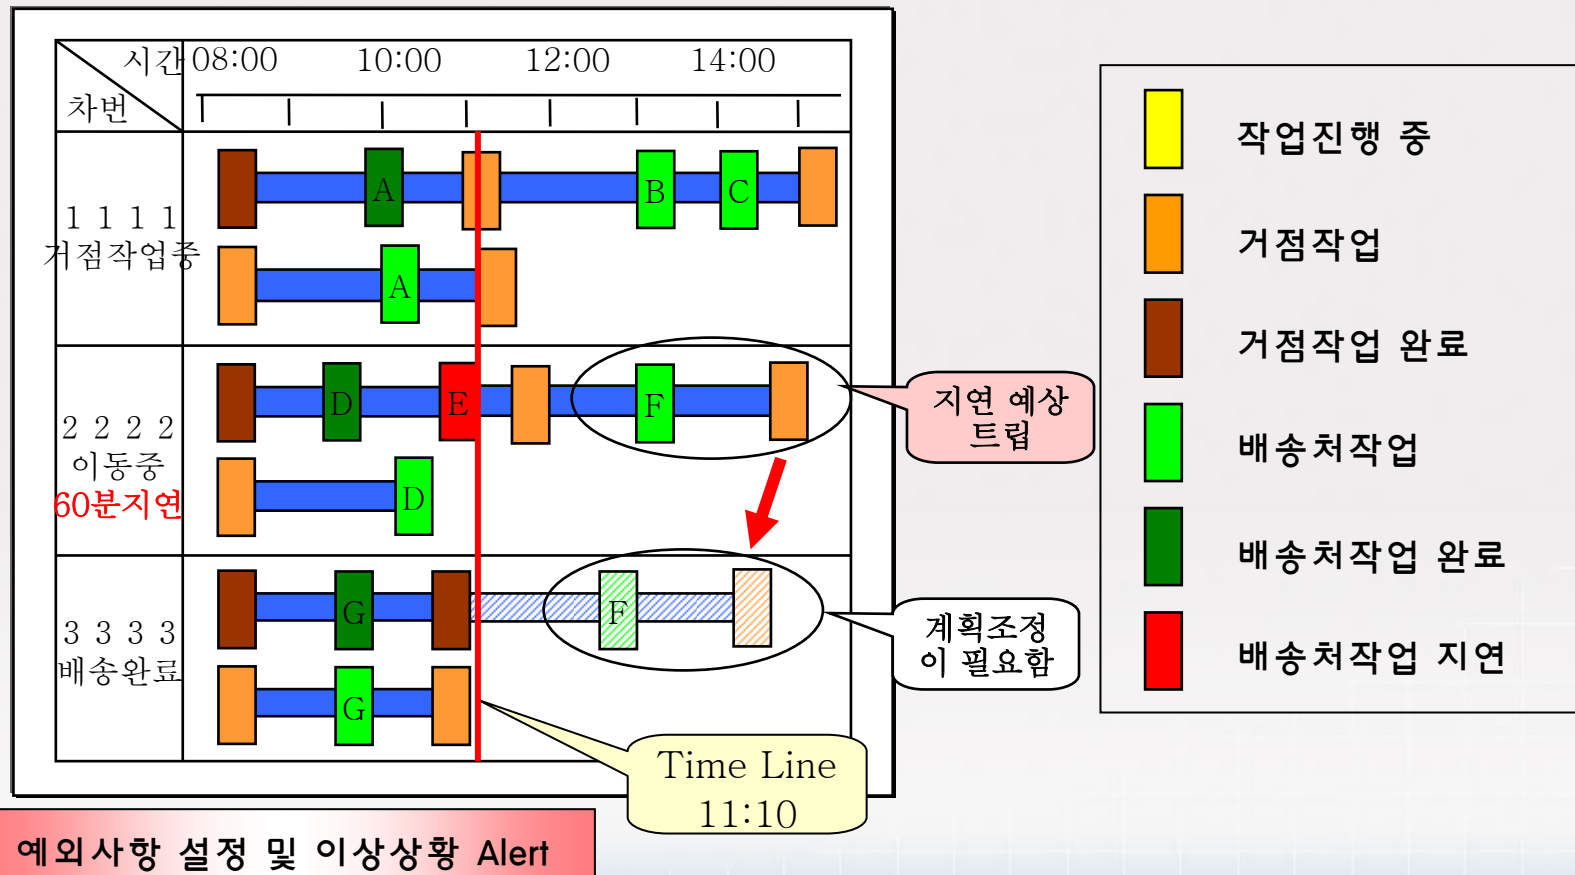 시간 08:00 10:00 12:00 14:00
차번
1 1 1 1
거점작업중
A B C
A
2 2 2 2
이동중
60분지연
D E F
D
3 3 3 3
배송완료
G F
G
지연 예상
트립
계획조정
이 필요함
Time Line
11:10
작업진행 중
거점작업
거점작업 완료
배송처작업
배송처작업 완료
배송처작업 지연
예외사항 설정 및 이상상황 Alert